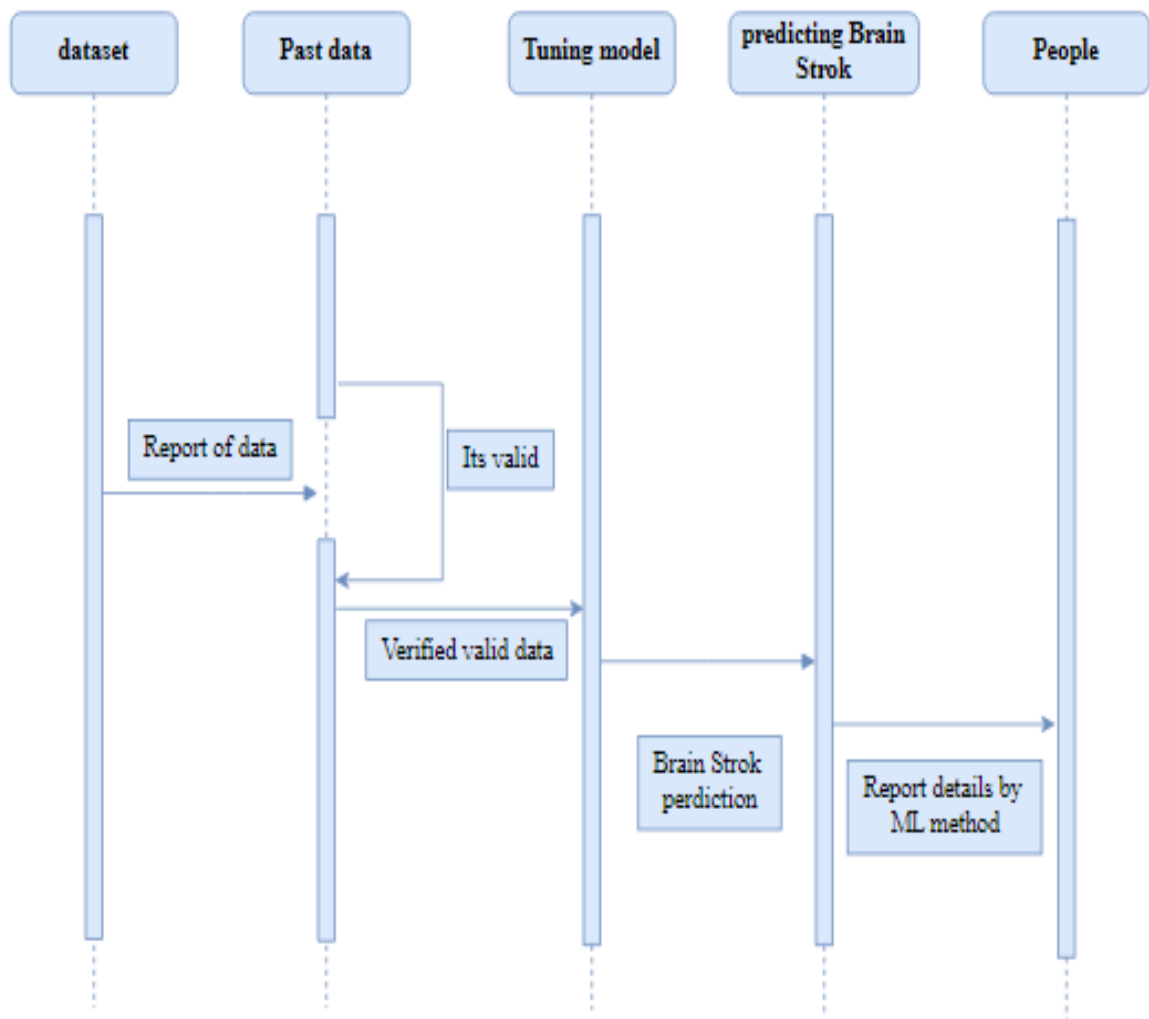 dataset
Past data
Tuning model
predicting Brain
Strok
People
Report of data
Its valid
Verified valid data
Brain Strok
perdiction
Report details by
ML method